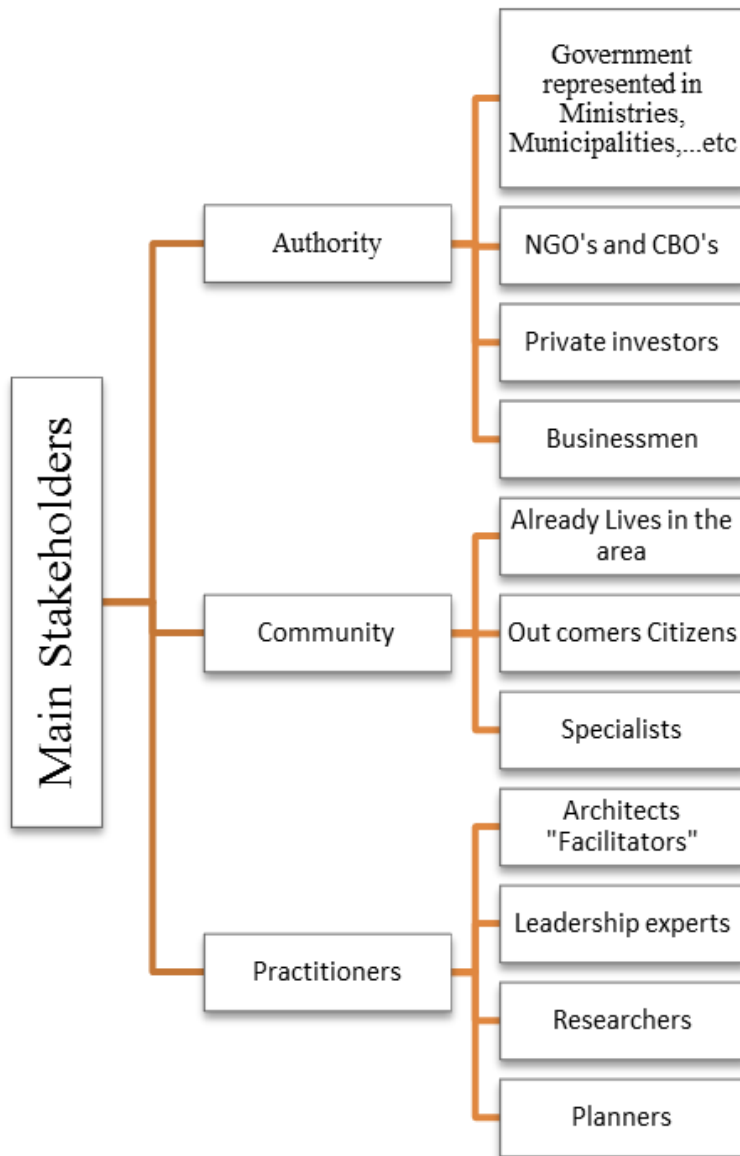 Main Stakeholders
Authority
Government
represented in
Ministries,
Municipalities,...etc
NGO's and CBO's
Private investors
Businessmen
Community
Already Lives in the
area
Out comers Citizens
Specialists
Practitioners
Architects
"Facilitators"
Leadership experts
Researchers
Planners